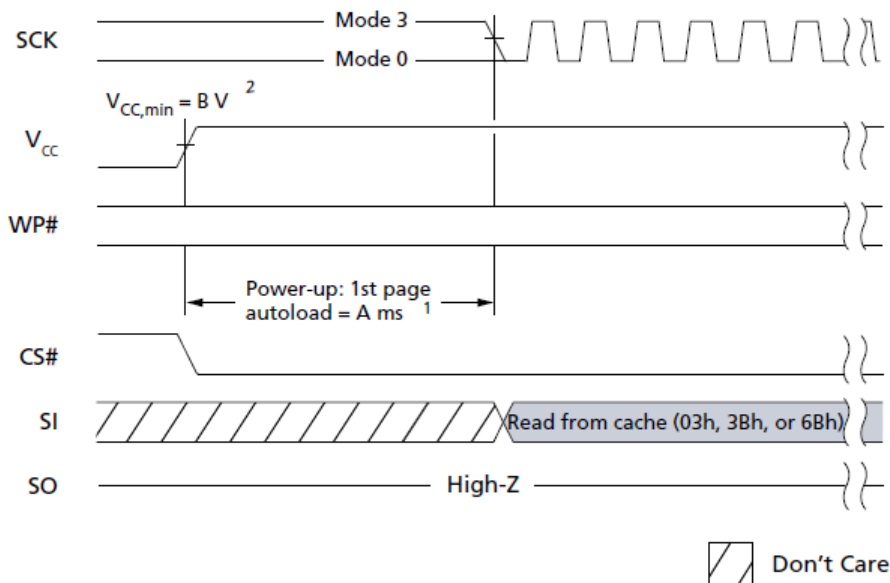 SCK
Mode 3
Mode 0
V_CC,min = B V ²
V_CC
WP#
Power-up: 1st page
autoload = A ms ¹
CS#
SI
Read from cache (03h, 3Bh, or 6Bh)
SO
High-Z
Don't Care